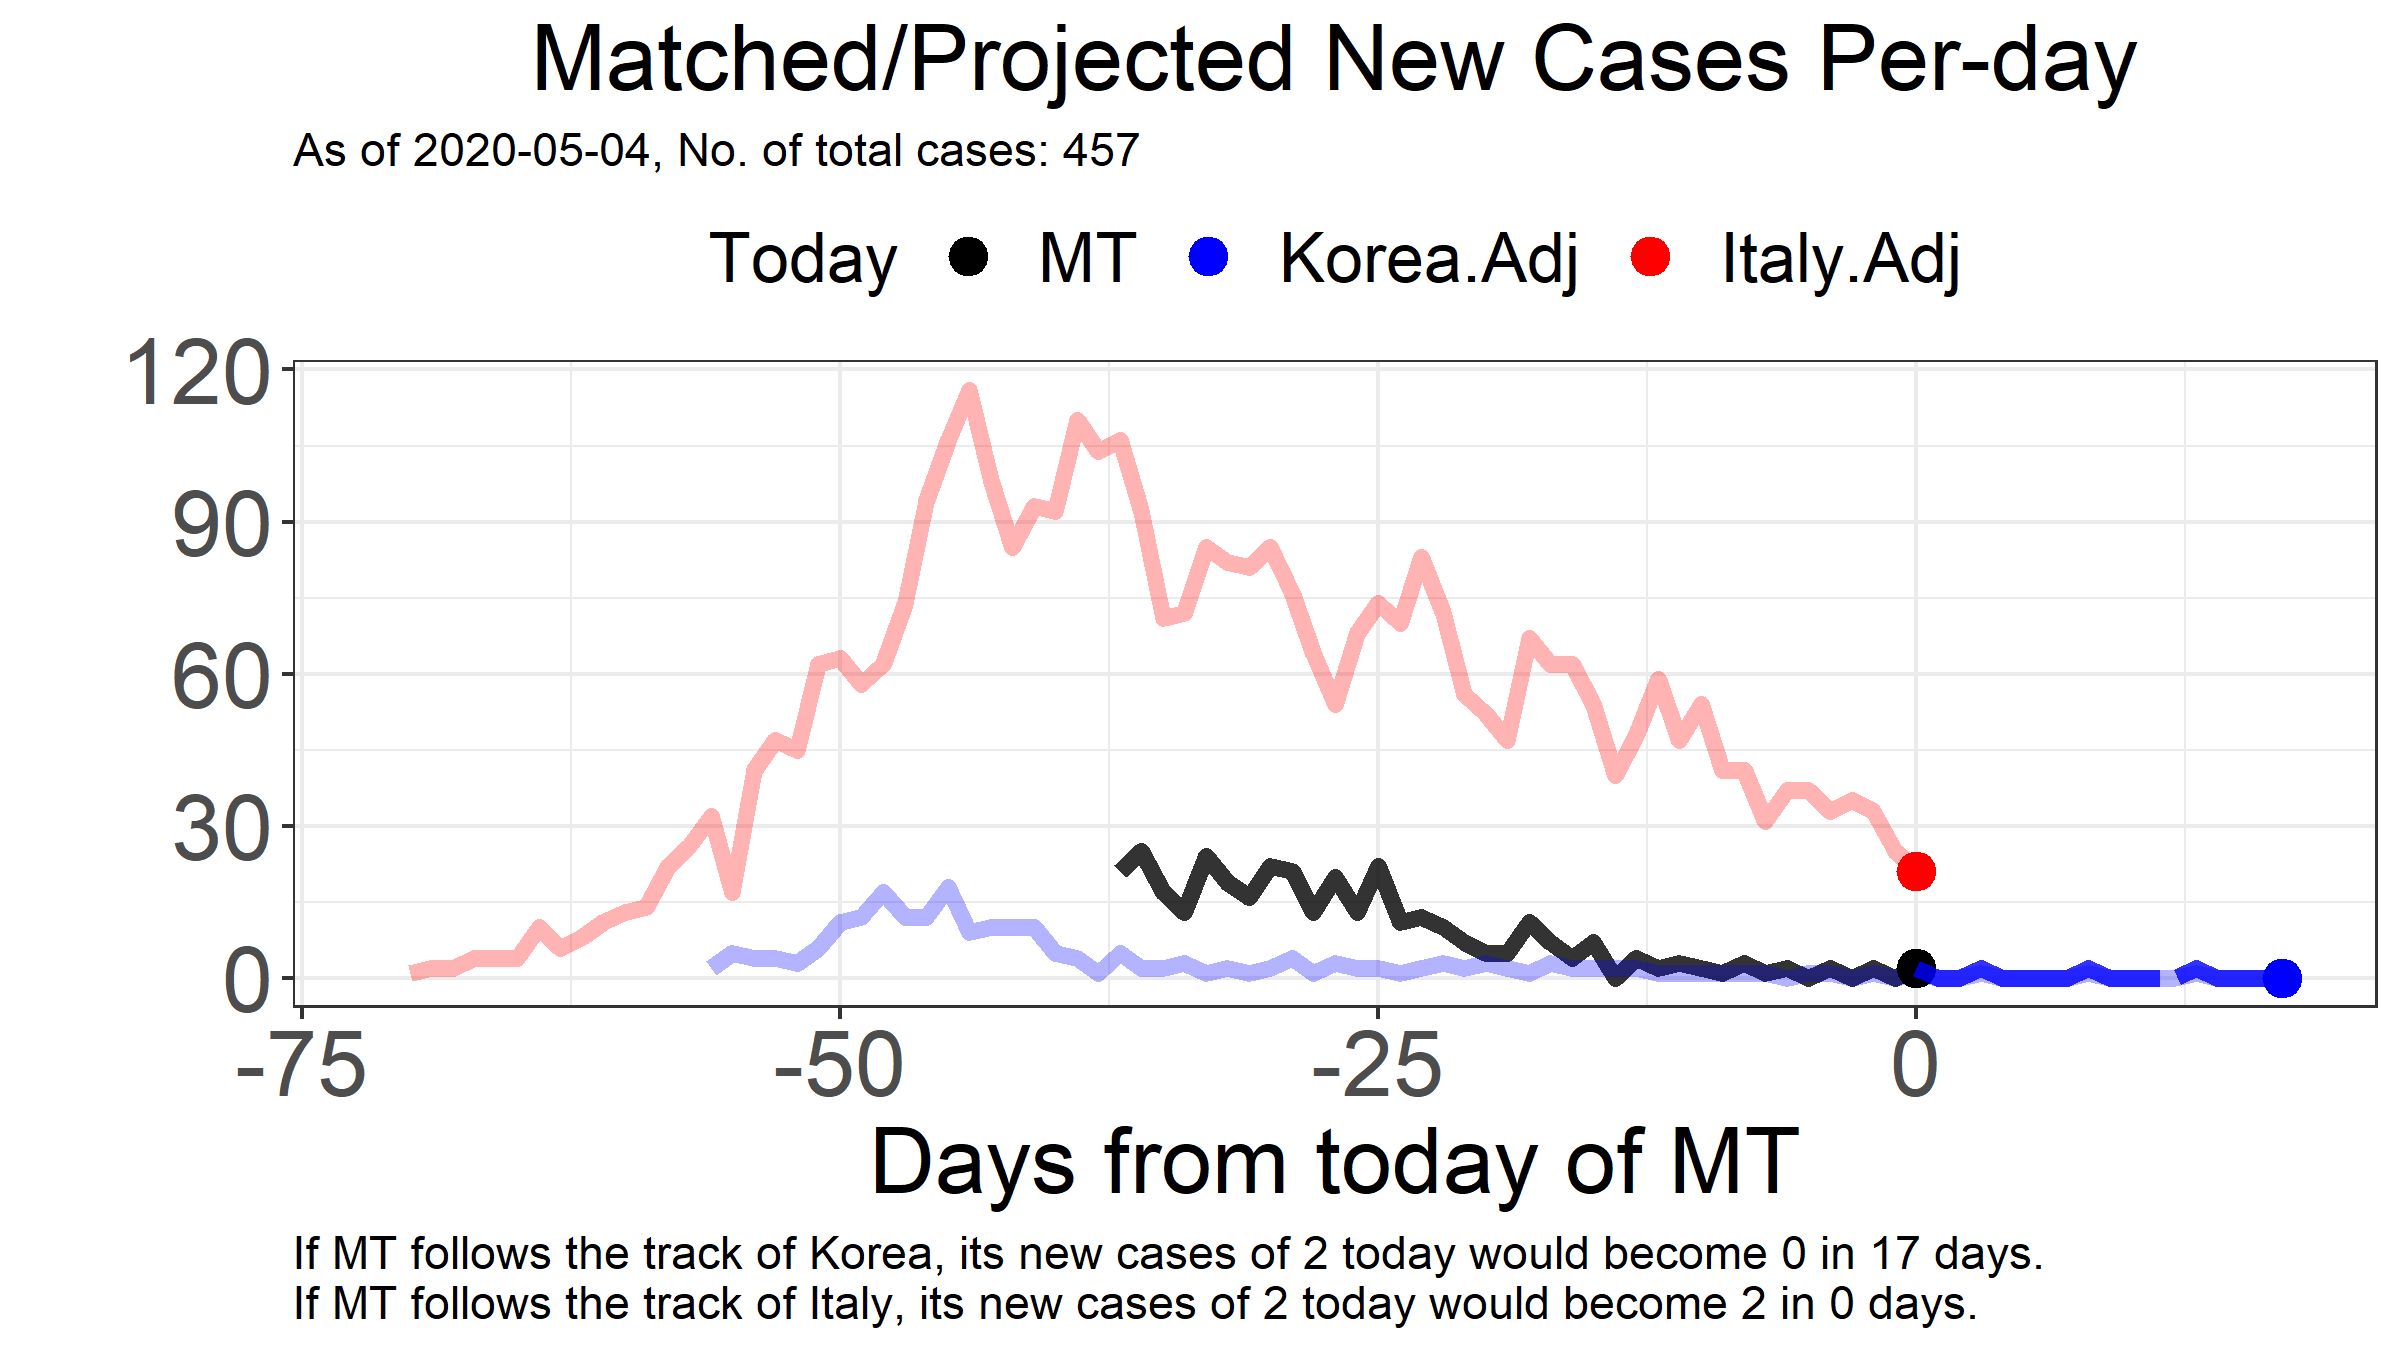 Matched/Projected New Cases Per-day
As of 2020-05-04, No. of total cases: 457
Today MT Korea.Adj Italy.Adj
120
90
60
30
0
-75 -50 -25 0
Days from today of MT
If MT follows the track of Korea, its new cases of 2 today would become 0 in 17 days.
If MT follows the track of Italy, its new cases of 2 today would become 2 in 0 days.